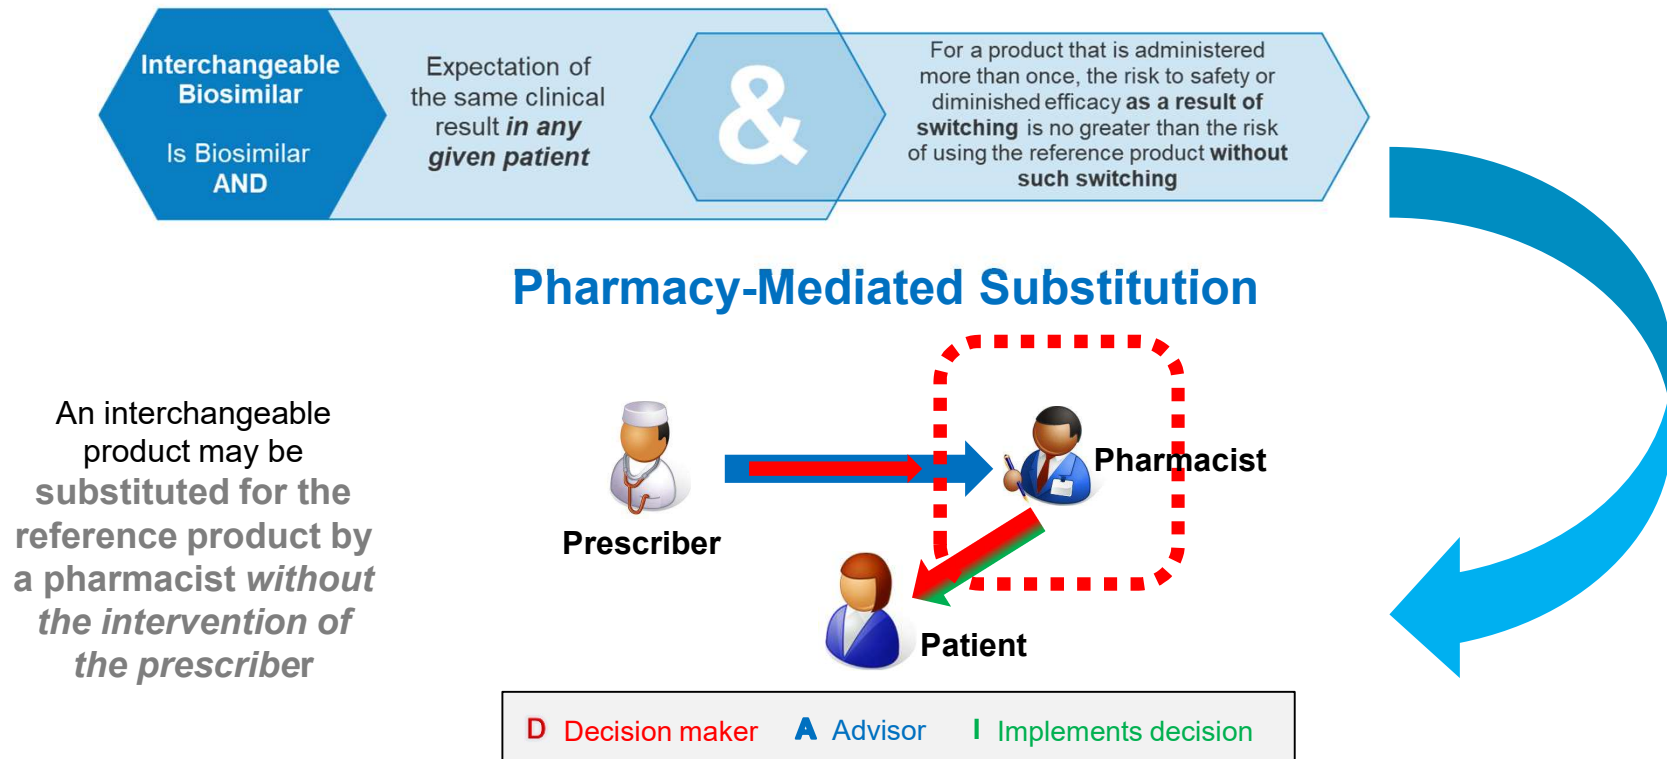 Interchangeable
Biosimilar
Is Biosimilar
AND
Expectation of
the same clinical
result in any
given patient
&
For a product that is administered
more than once, the risk to safety or
diminished efficacy as a result of
switching is no greater than the risk
of using the reference product without
such switching
Pharmacy-Mediated Substitution
An interchangeable
product may be
substituted for the
reference product by
a pharmacist without
the intervention of
the prescriber
Prescriber
Pharmacist
Patient
D Decision maker A Advisor I Implements decision